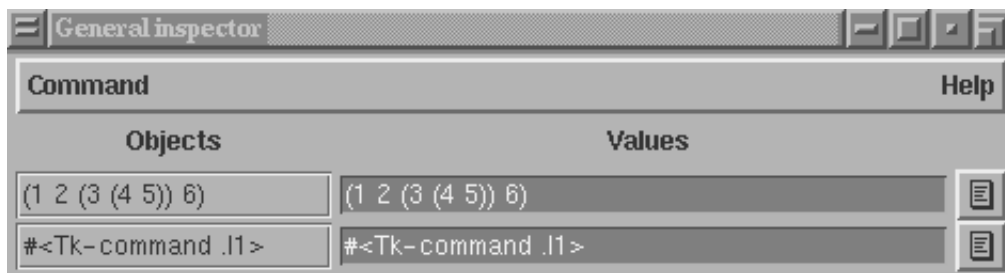 General inspector
Command Help
Objects Values
(1 2 (3 (4 5)) 6) (1 2 (3 (4 5)) 6)
#<Tk-command .l1> #<Tk-command .l1>